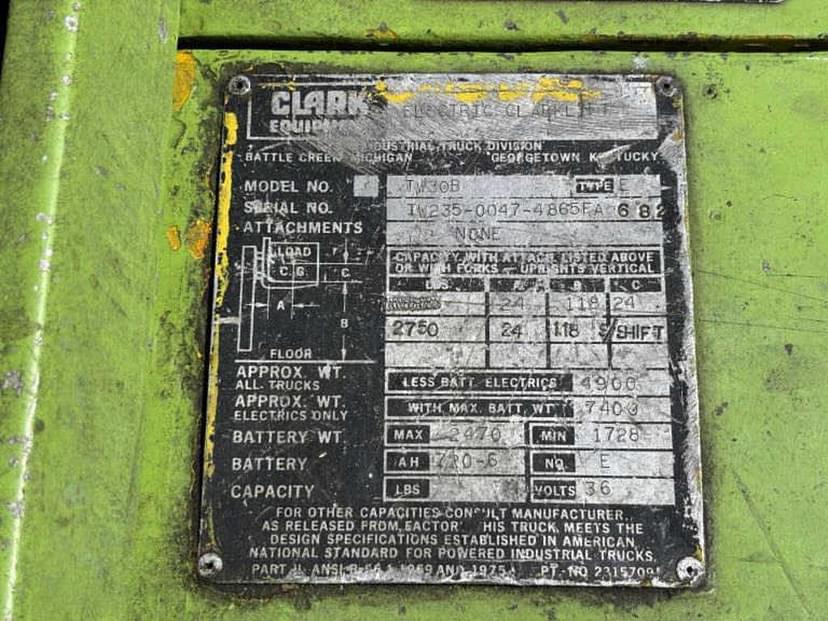 CLARK ELECTRIC CLARKLIFT
EQUIPMENT
INDUSTRIAL TRUCK DIVISION
BATTLE CREEK MICHIGAN GEORGETOWN KENTUCKY
MODEL NO. TW30B TYPE E
SERIAL NO. TW235-0047-4865FA 682
ATTACHMENTS NONE
LOAD
C.G.
F
C
A
B
FLOOR
CAPACITY WITH ATTACH. LISTED ABOVE
OR WITH FORKS - UPRIGHTS VERTICAL
LBS A B C
24 118 24
2750 24 118 S/SHIFT
APPROX. WT.
ALL TRUCKS LESS BATT. ELECTRICS 4900
APPROX. WT.
ELECTRICS ONLY WITH MAX. BATT. WT. 7400
BATTERY WT. MAX 2470 MIN 1728
BATTERY AH NO. E
CAPACITY LBS VOLTS 36
FOR OTHER CAPACITIES CONSULT MANUFACTURER.
AS RELEASED FROM FACTORY THIS TRUCK MEETS THE
DESIGN SPECIFICATIONS ESTABLISHED IN AMERICAN
NATIONAL STANDARD FOR POWERED INDUSTRIAL TRUCKS,
PART II, ANSI B-56.1 1969 AND 1975 PT. NO 2315709